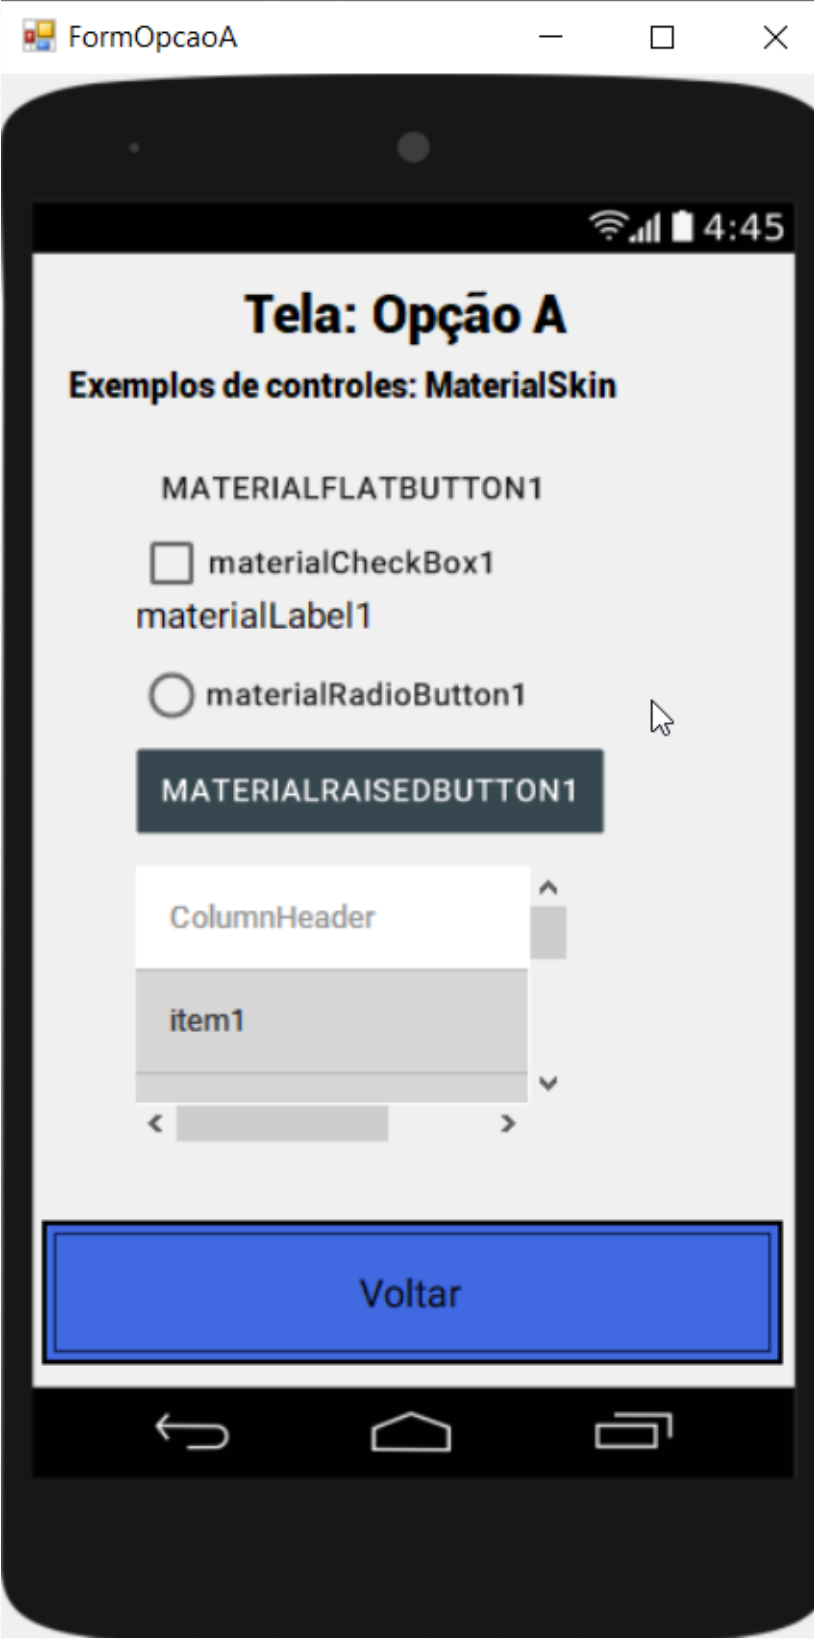 FormOpcaoA
4:45
Tela: Opção A
Exemplos de controles: MaterialSkin
MATERIALFLATBUTTON1
materialCheckBox1
materialLabel1
materialRadioButton1
MATERIALRAISEDBUTTON1
ColumnHeader
item1
Voltar